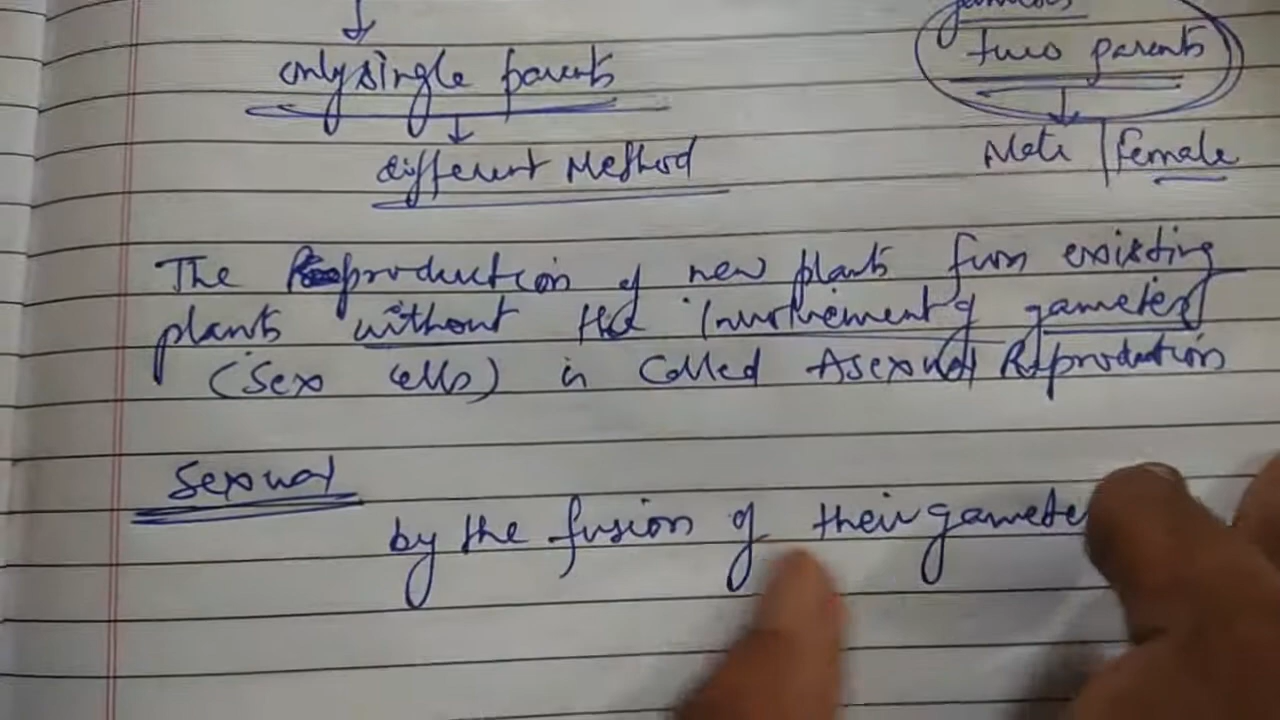 gametes
only single parents
two parents
different Method
Male | Female
The Reproduction of new plants from existing
plants without the involvement of gametes
(Sex cells) is called Asexual Reproduction
Sexual
by the fusion of their gamete